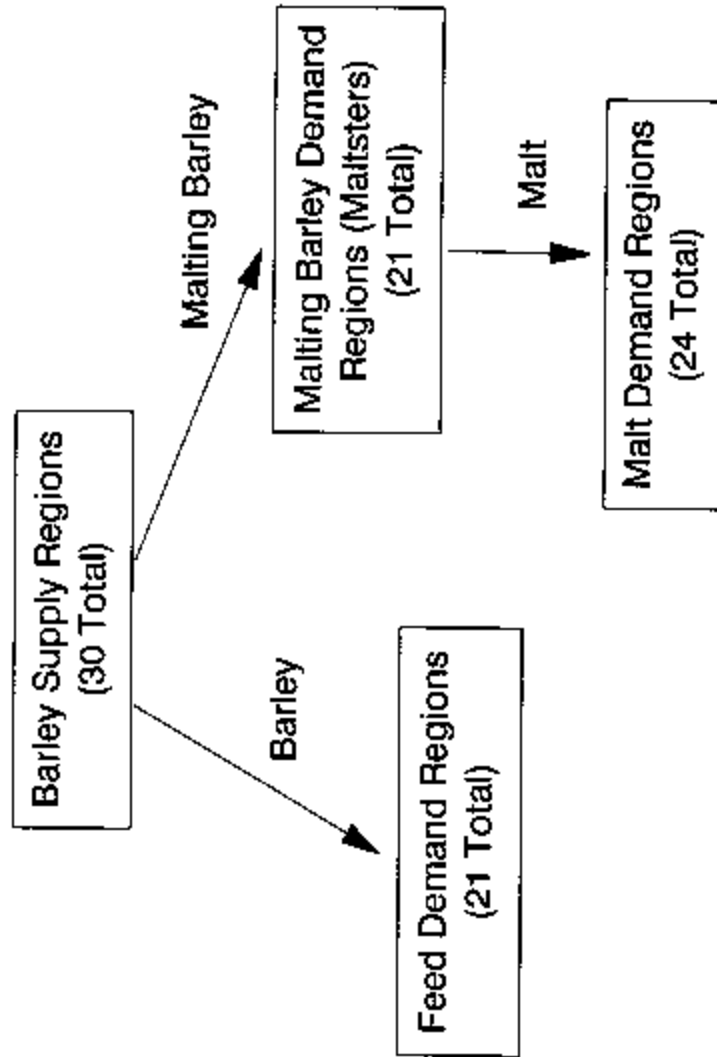 Barley Supply Regions
(30 Total)
Barley
Malting Barley
Feed Demand Regions
(21 Total)
Malting Barley Demand
Regions (Maltsters)
(21 Total)
Malt
Malt Demand Regions
(24 Total)